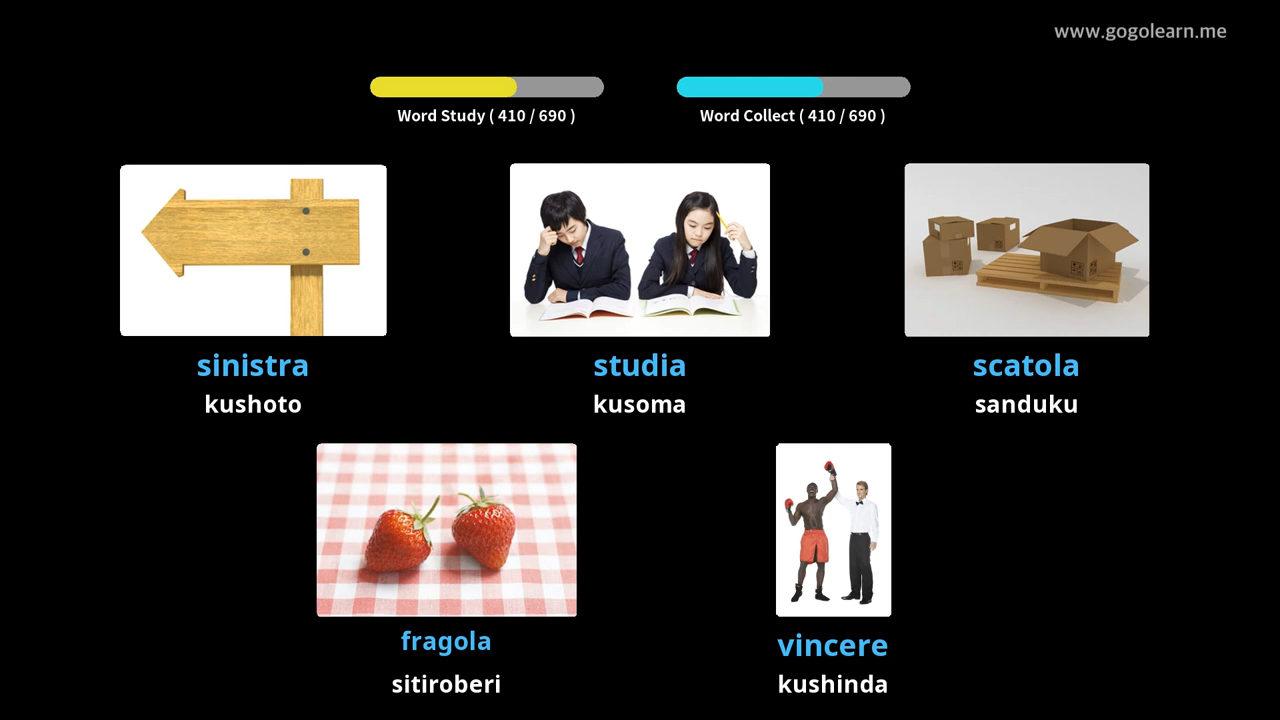 www.gogolearn.me
Word Study ( 410 / 690 )
Word Collect ( 410 / 690 )
sinistra
kushoto
studia
kusoma
scatola
sanduku
fragola
sitiroberi
vincere
kushinda